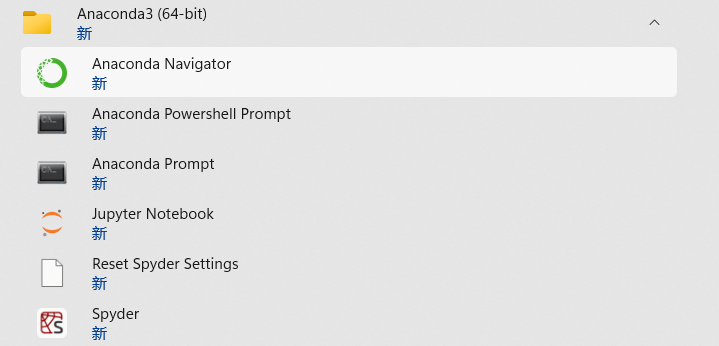 Anaconda3 (64-bit)
新
Anaconda Navigator
新
Anaconda Powershell Prompt
新
Anaconda Prompt
新
Jupyter Notebook
新
Reset Spyder Settings
新
Spyder
新